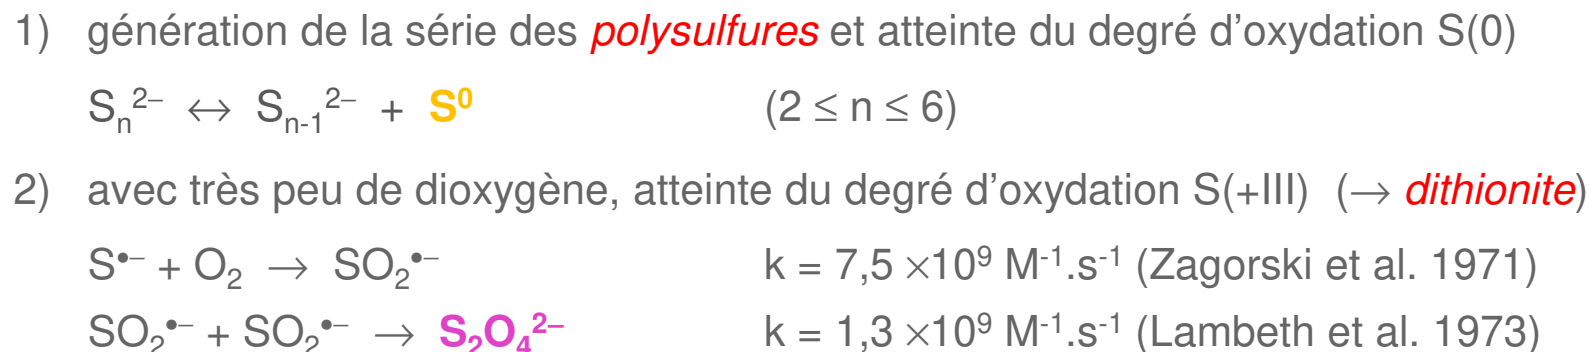 1) génération de la série des polysulfures et atteinte du degré d'oxydation S(0)
Sₙ²⁻ ↔ Sₙ₋₁²⁻ + S⁰ (2 ≤ n ≤ 6)
2) avec très peu de dioxygène, atteinte du degré d'oxydation S(+III) (→ dithionite)
S•⁻ + O₂ → SO₂•⁻ k = 7,5 ×10⁹ M⁻¹.s⁻¹ (Zagorski et al. 1971)
SO₂•⁻ + SO₂•⁻ → S₂O₄²⁻ k = 1,3 ×10⁹ M⁻¹.s⁻¹ (Lambeth et al. 1973)